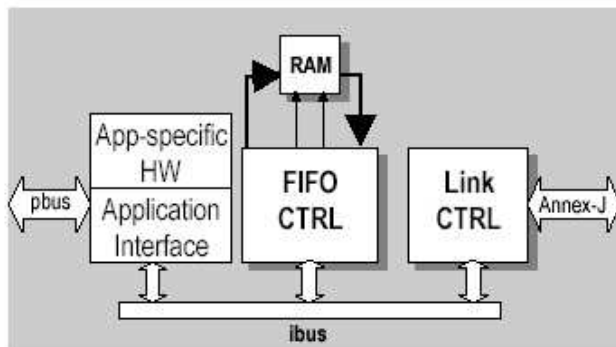 RAM
App-specific
HW
pbus
Application
Interface
FIFO
CTRL
Link
CTRL
Annex-J
ibus